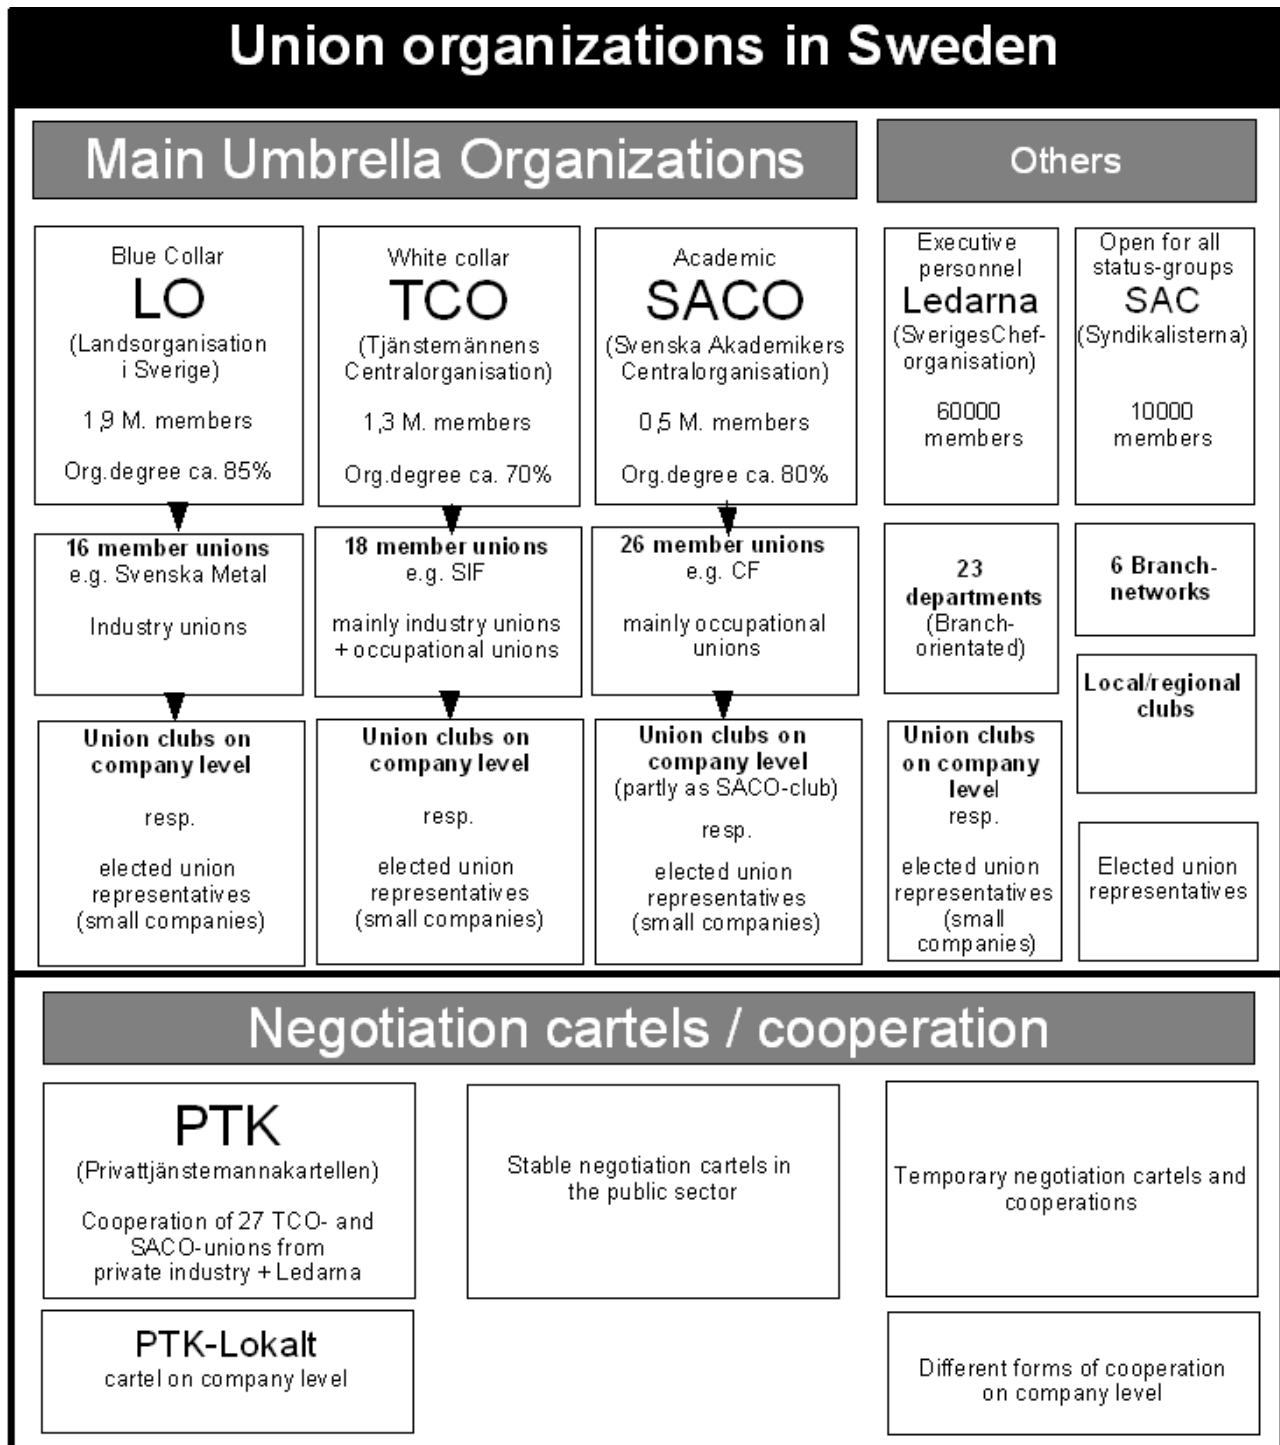 Union organizations in Sweden
Main Umbrella Organizations
Others
Blue Collar
LO
(Landsorganisation
i Sverige)
1,9 M. members
Org.degree ca. 85%
White collar
TCO
(Tjänstemännens
Centralorganisation)
1,3 M. members
Org.degree ca. 70%
Academic
SACO
(Svenska Akademikers
Centralorganisation)
0,5 M. members
Org.degree ca. 80%
Executive
personnel
Ledarna
(SverigesChef-
organisation)
60000
members
Open for all
status-groups
SAC
(Syndikalisterna)
10000
members
16 member unions
e.g. Svenska Metal
Industry unions
18 member unions
e.g. SIF
mainly industry unions
+ occupational unions
26 member unions
e.g. CF
mainly occupational
unions
23
departments
(Branch-
orientated)
6 Branch-
networks
Local/regional
clubs
Union clubs on
company level
resp.
elected union
representatives
(small companies)
Union clubs on
company level
resp.
elected union
representatives
(small companies)
Union clubs on
company level
(partly as SACO-club)
resp.
elected union
representatives
(small companies)
Union clubs
on company
level
resp.
elected union
representatives
(small
companies)
Elected union
representatives
Negotiation cartels / cooperation
PTK
(Privattjänstemannakartellen)
Cooperation of 27 TCO- and
SACO-unions from
private industry + Ledarna
Stable negotiation cartels in
the public sector
Temporary negotiation cartels and
cooperations
PTK-Lokalt
cartel on company level
Different forms of cooperation
on company level